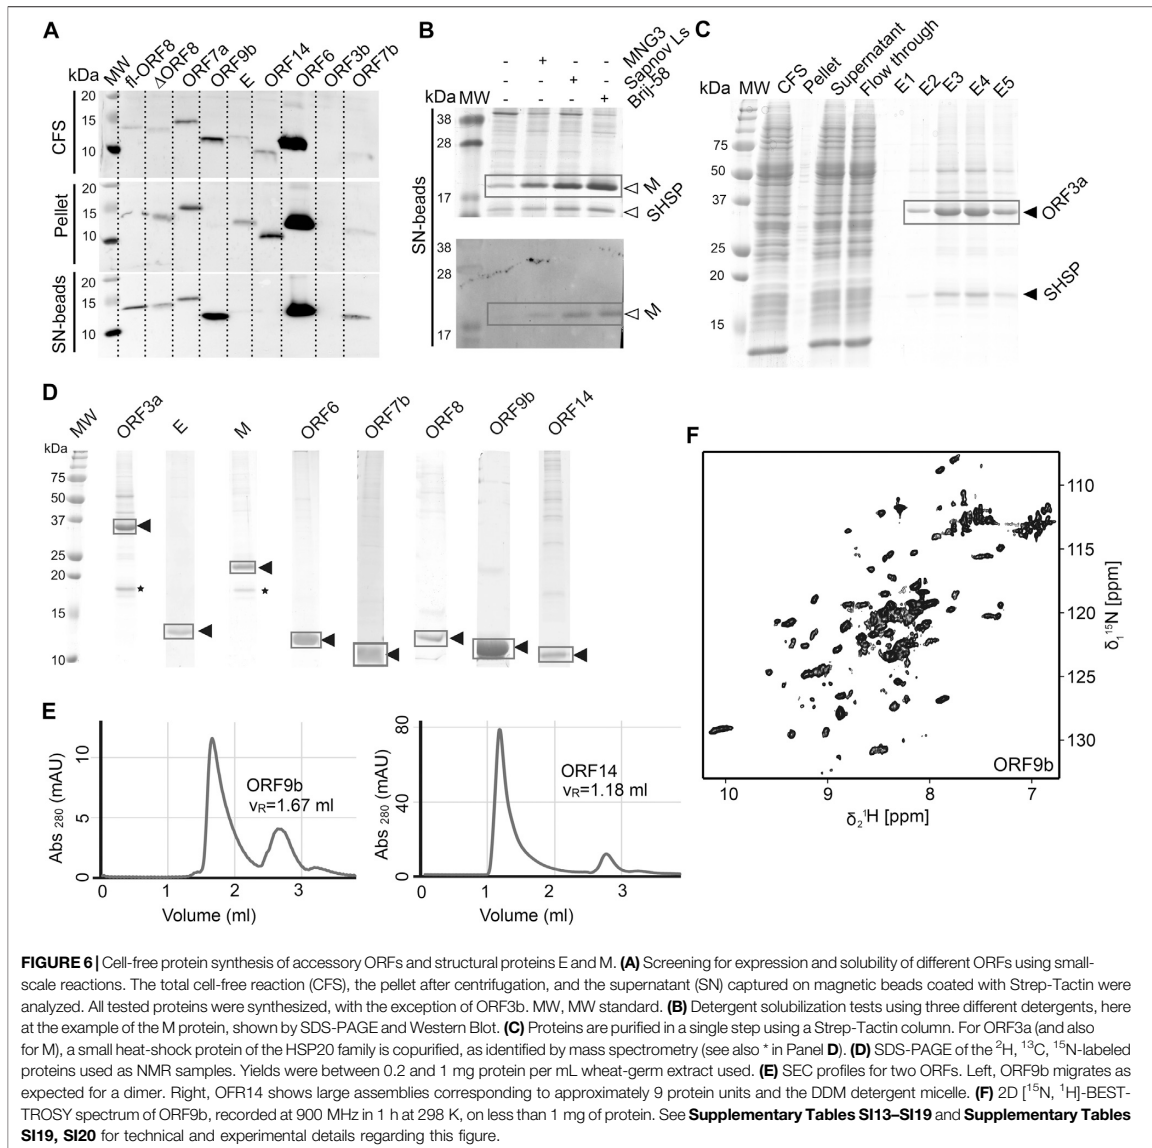 A
kDa
MW
fl-ORF8
ΔORF8
ORF7a
ORF9b
E
ORF14
ORF6
ORF3b
ORF7b
CFS
20
15
10
Pellet
20
15
10
SN-beads
20
15
10
B
- + - - MNG3
- - + - Sapnov Ls
- - - + Brij-58
kDa MW
SN-beads
38
28
17
M
SHSP
38
28
17
M
C
kDa
MW
CFS
Pellet
Supernatant
Flow through
E1
E2
E3
E4
E5
75
50
37
25
20
15
ORF3a
SHSP
D
MW
ORF3a
E
M
ORF6
ORF7b
ORF8
ORF9b
ORF14
kDa
75
50
37
25
20
15
10
*
*
E
Abs 280 (mAU)
10
5
0
0 1 2 3
Volume (ml)
ORF9b
vR=1.67 ml
Abs 280 (mAU)
80
40
0
0 1 2 3
Volume (ml)
ORF14
vR=1.18 ml
F
110
115
120
125
130
δ₁¹⁵N [ppm]
ORF9b
10 9 8 7
δ₂¹H [ppm]
FIGURE 6 | Cell-free protein synthesis of accessory ORFs and structural proteins E and M. (A) Screening for expression and solubility of different ORFs using small-
scale reactions. The total cell-free reaction (CFS), the pellet after centrifugation, and the supernatant (SN) captured on magnetic beads coated with Strep-Tactin were
analyzed. All tested proteins were synthesized, with the exception of ORF3b. MW, MW standard. (B) Detergent solubilization tests using three different detergents, here
at the example of the M protein, shown by SDS-PAGE and Western Blot. (C) Proteins are purified in a single step using a Strep-Tactin column. For ORF3a (and also
for M), a small heat-shock protein of the HSP20 family is copurified, as identified by mass spectrometry (see also * in Panel D). (D) SDS-PAGE of the ²H, ¹³C, ¹⁵N-labeled
proteins used as NMR samples. Yields were between 0.2 and 1 mg protein per mL wheat-germ extract used. (E) SEC profiles for two ORFs. Left, ORF9b migrates as
expected for a dimer. Right, OFR14 shows large assemblies corresponding to approximately 9 protein units and the DDM detergent micelle. (F) 2D [¹⁵N, ¹H]-BEST-
TROSY spectrum of ORF9b, recorded at 900 MHz in 1 h at 298 K, on less than 1 mg of protein. See Supplementary Tables SI13–SI19 and Supplementary Tables
SI19, SI20 for technical and experimental details regarding this figure.